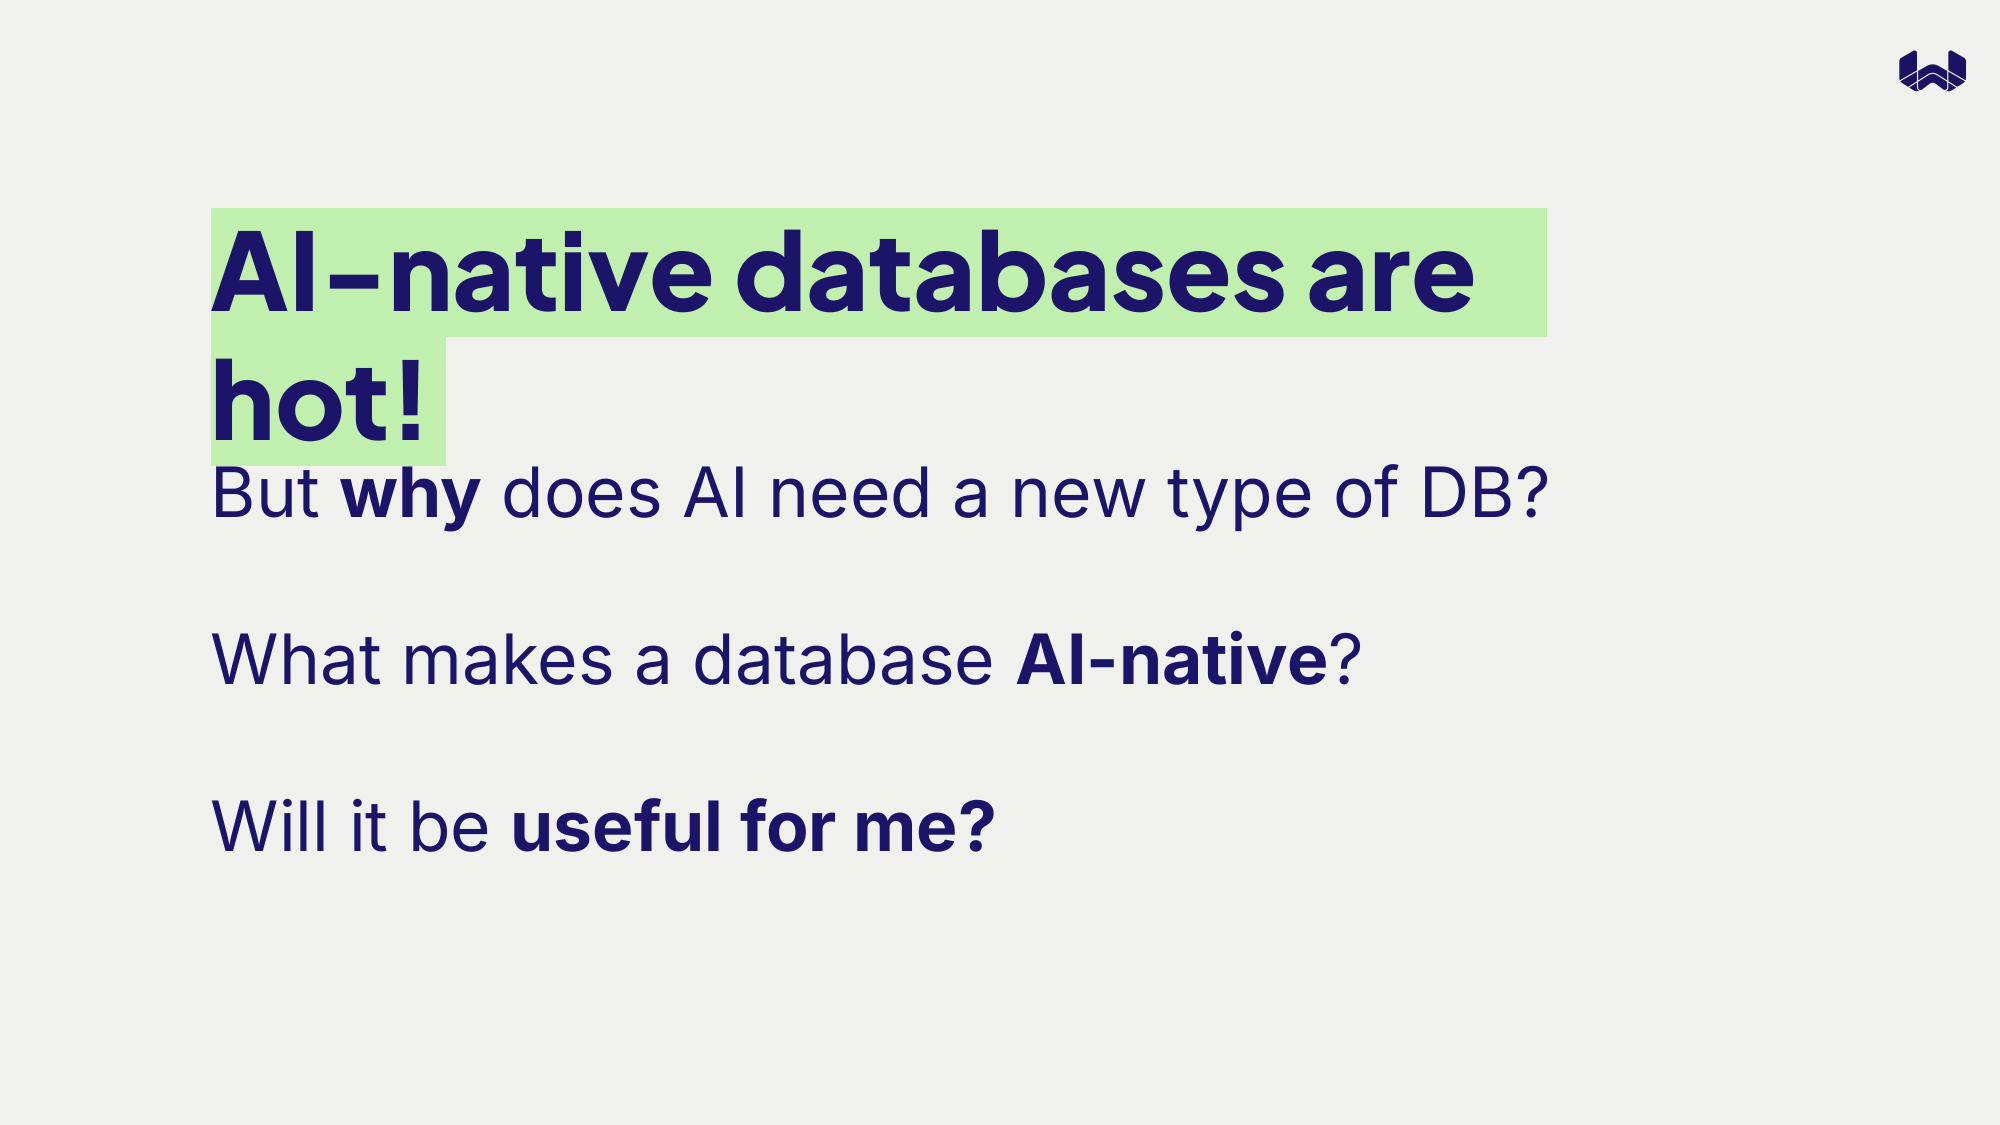 AI–native databases are
hot!
But why does AI need a new type of DB?
What makes a database AI-native?
Will it be useful for me?